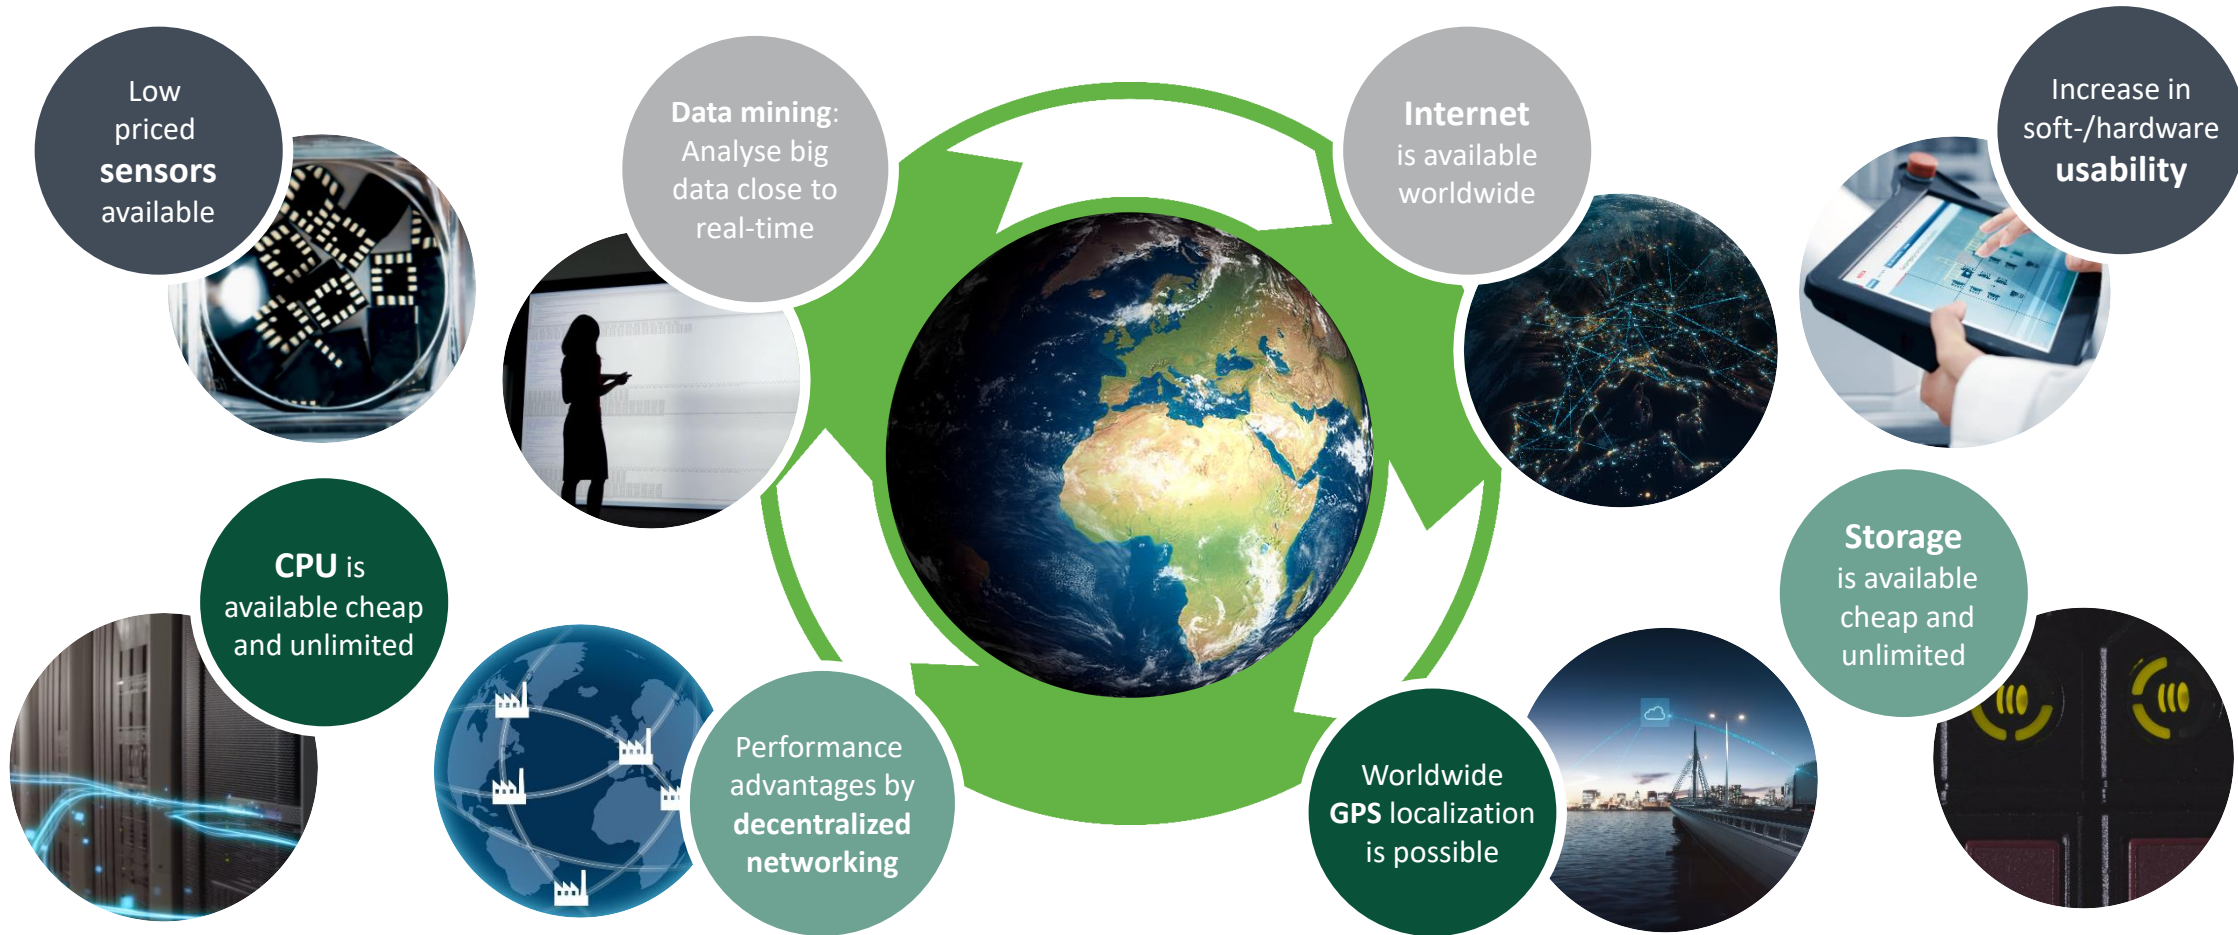 Low
priced
sensors
available
Data mining:
Analyse big
data close to
real-time
Internet
is available
worldwide
Increase in
soft-/hardware
usability
CPU is
available cheap
and unlimited
Performance
advantages by
decentralized
networking
Worldwide
GPS localization
is possible
Storage
is available
cheap and
unlimited